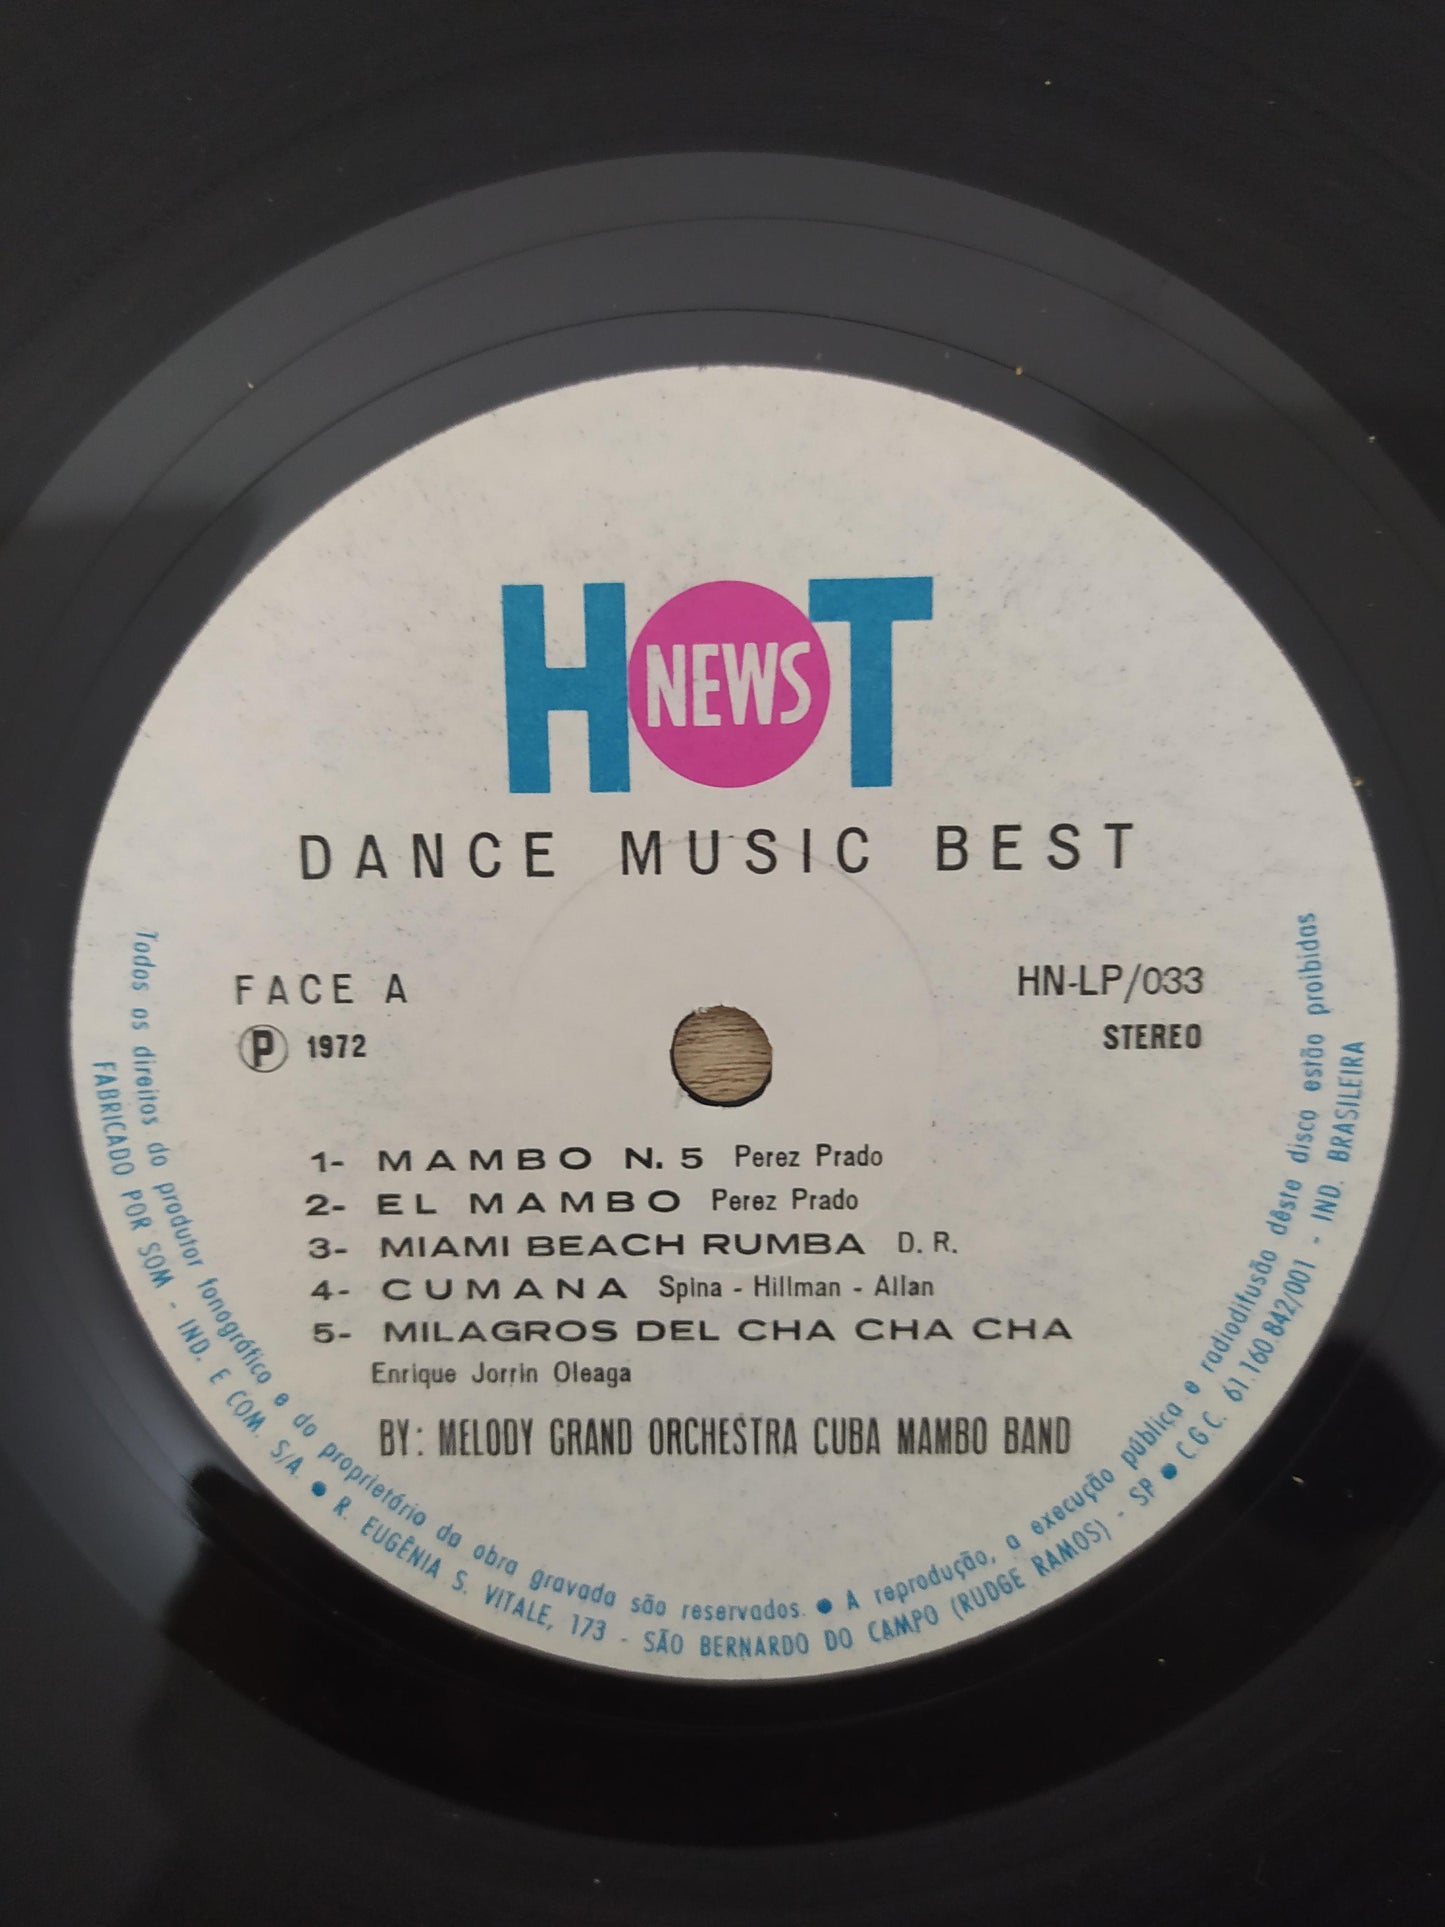 HOT
NEWS
DANCE MUSIC BEST
FACE A
HN-LP/033
Ⓟ 1972
STEREO
1- MAMBO N. 5 Perez Prado
2- EL MAMBO Perez Prado
3- MIAMI BEACH RUMBA D. R.
4- CUMANA Spina - Hillman - Allan
5- MILAGROS DEL CHA CHA CHA
Enrique Jorrin Oleaga
BY: MELODY GRAND ORCHESTRA CUBA MAMBO BAND
Todos os direitos do produtor fonográfico e do proprietário da obra gravada são reservados. ● A reprodução, a execução pública e radiodifusão dêste disco estão proibidas
FABRICADO POR SOM - IND. E COM. S/A ● R. EUGÊNIA S. VITALE, 173 - SÃO BERNARDO DO CAMPO (RUDGE RAMOS) - SP ● C.G.C. 61.160.842/001 - IND. BRASILEIRA